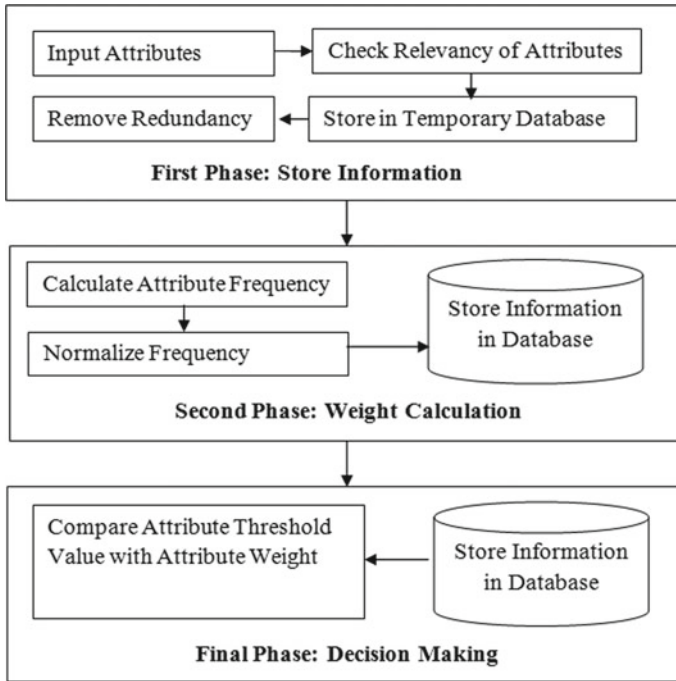 Input Attributes
Check Relevancy of Attributes
Remove Redundancy
Store in Temporary Database
First Phase: Store Information
Calculate Attribute Frequency
Normalize Frequency
Store Information
in Database
Second Phase: Weight Calculation
Compare Attribute Threshold
Value with Attribute Weight
Store Information
in Database
Final Phase: Decision Making